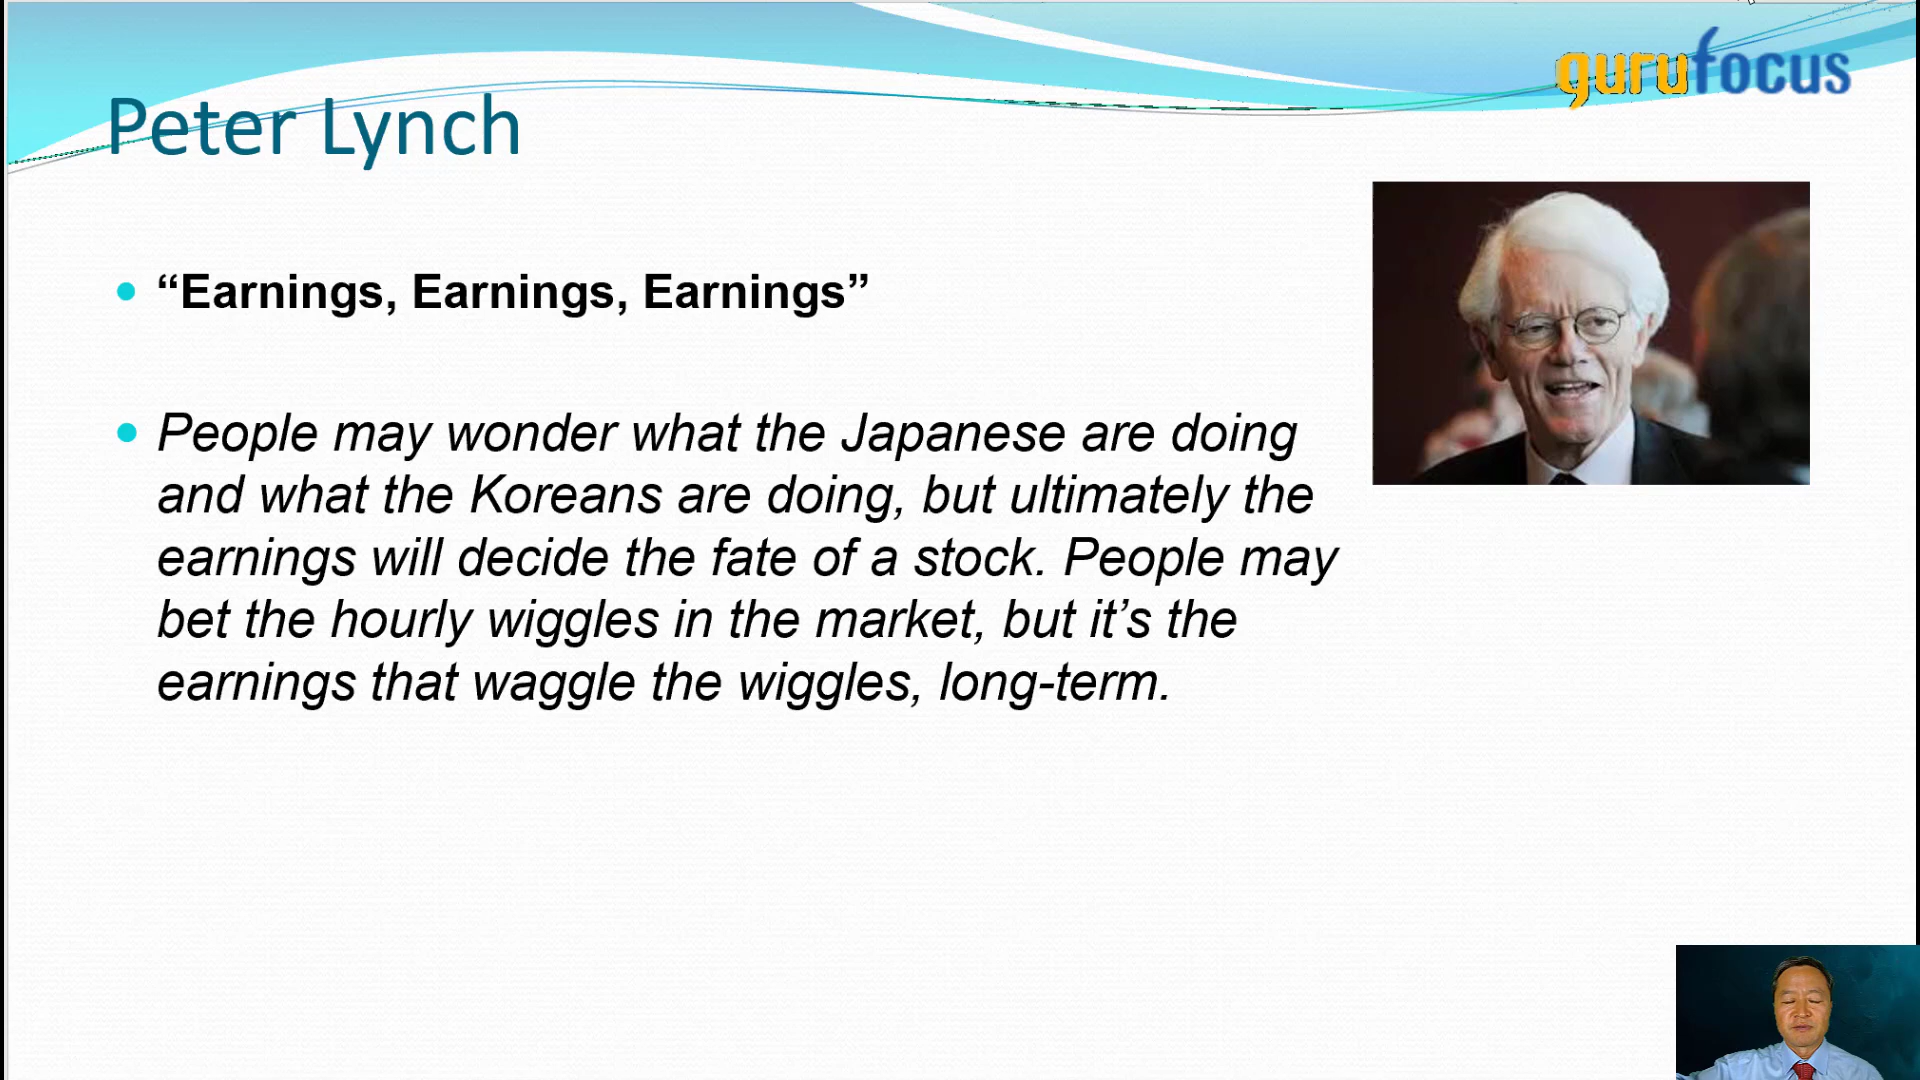 gurufocus
Peter Lynch
“Earnings, Earnings, Earnings”
People may wonder what the Japanese are doing
and what the Koreans are doing, but ultimately the
earnings will decide the fate of a stock. People may
bet the hourly wiggles in the market, but it’s the
earnings that waggle the wiggles, long-term.